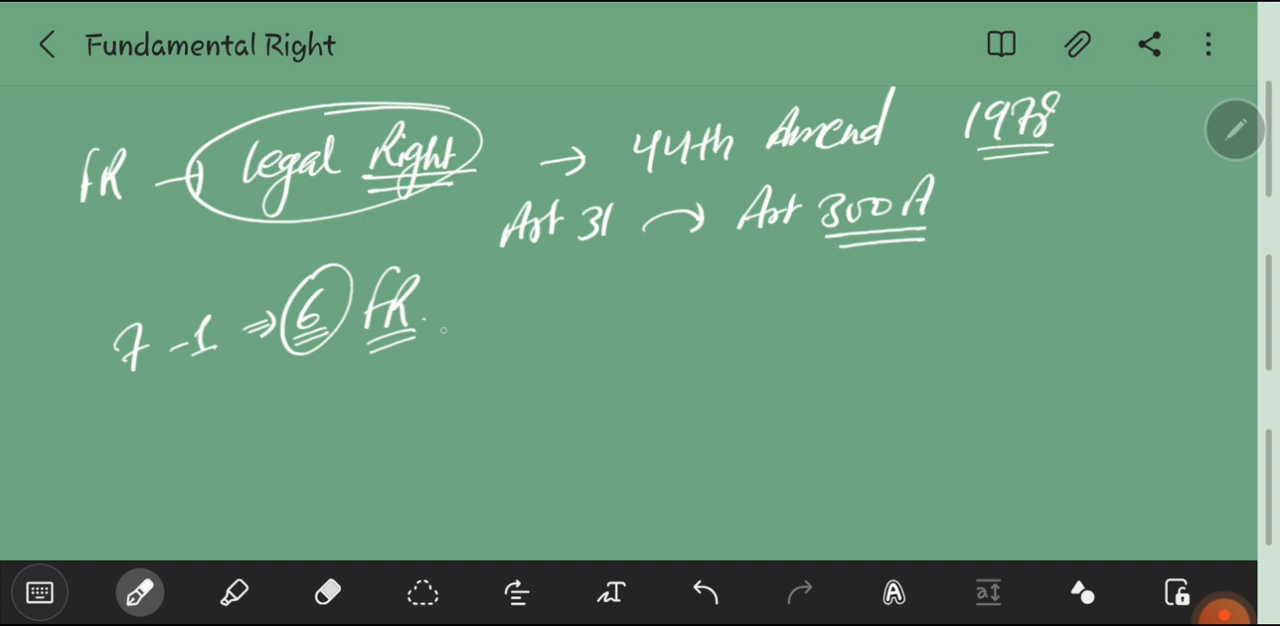 Fundamental Right
FR → Legal Right → 44th Amend 1978
Art 31 → Art 300A
7 - 1 ⇒ 6 FR.